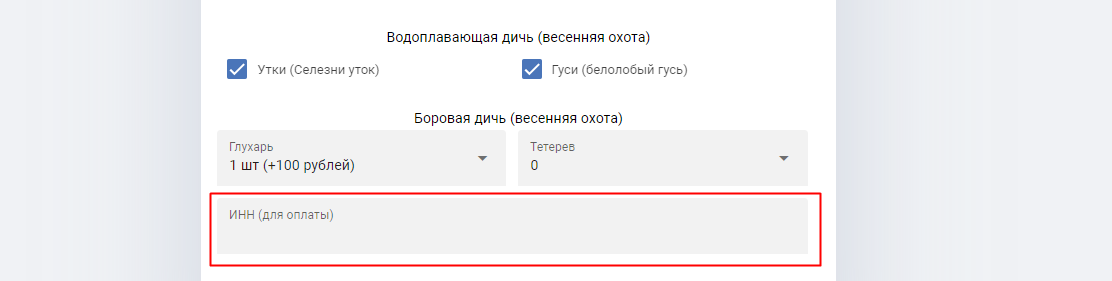 Водоплавающая дичь (весенняя охота)
Утки (Селезни уток)
Гуси (белолобый гусь)
Боровая дичь (весенняя охота)
Глухарь
1 шт (+100 рублей)
Тетерев
0
ИНН (для оплаты)